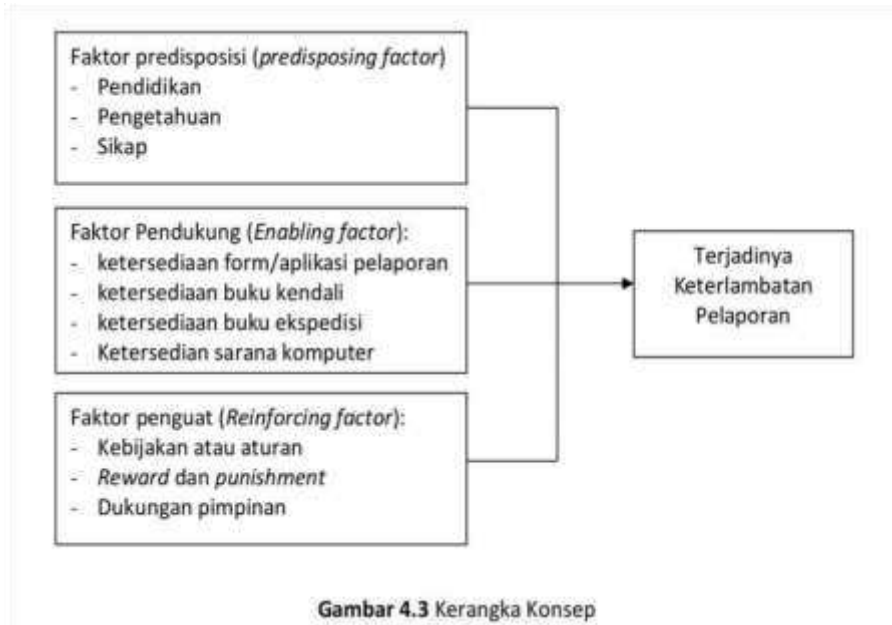 Faktor predisposisi (predisposing factor)
- Pendidikan
- Pengetahuan
- Sikap
Faktor Pendukung (Enabling factor):
- ketersediaan form/aplikasi pelaporan
- ketersediaan buku kendali
- ketersediaan buku ekspedisi
- Ketersedian sarana komputer
Faktor penguat (Reinforcing factor):
- Kebijakan atau aturan
- Reward dan punishment
- Dukungan pimpinan
Terjadinya
Keterlambatan
Pelaporan
Gambar 4.3 Kerangka Konsep